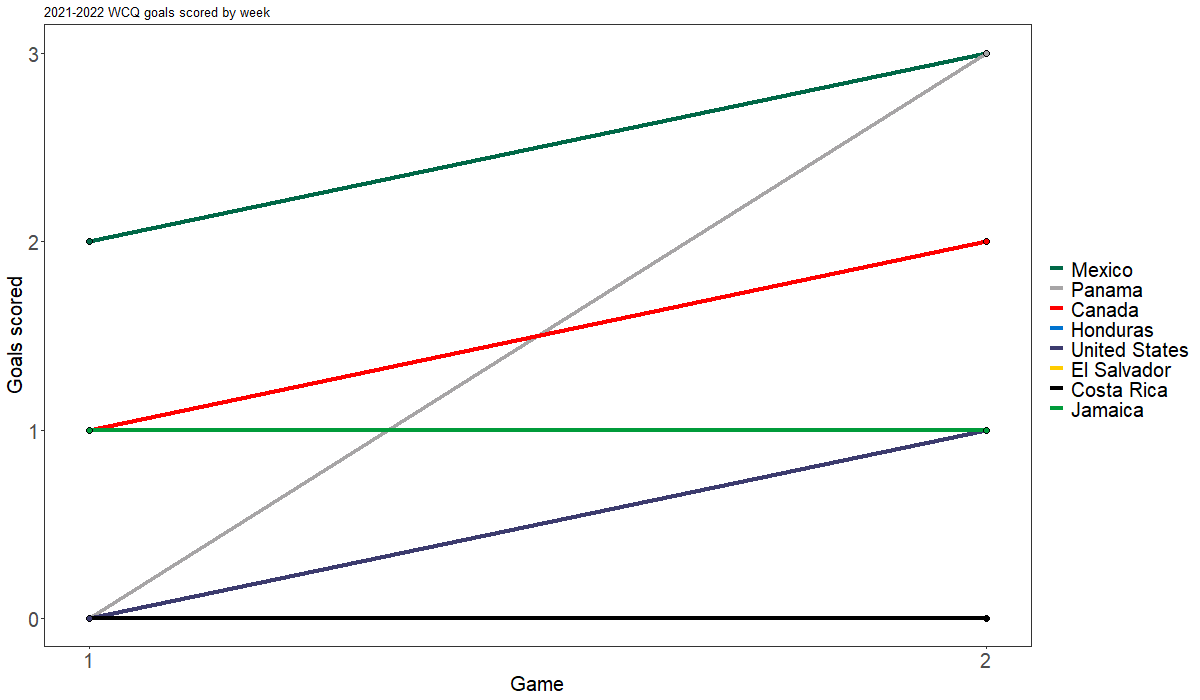 2021-2022 WCQ goals scored by week
Goals scored
3
2
1
0
1
2
Game
Mexico
Panama
Canada
Honduras
United States
El Salvador
Costa Rica
Jamaica